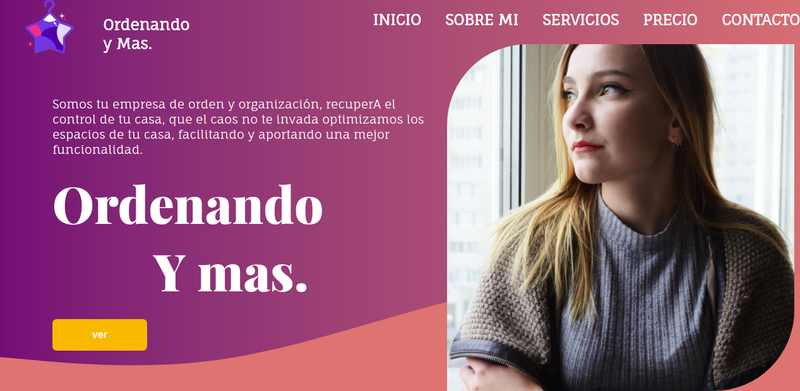 Ordenando
y Mas.
INICIO SOBRE MI SERVICIOS PRECIO CONTACTO
Somos tu empresa de orden y organización, recuperA el
control de tu casa, que el caos no te invada optimizamos los
espacios de tu casa, facilitando y aportando una mejor
funcionalidad.
Ordenando
Y mas.
ver